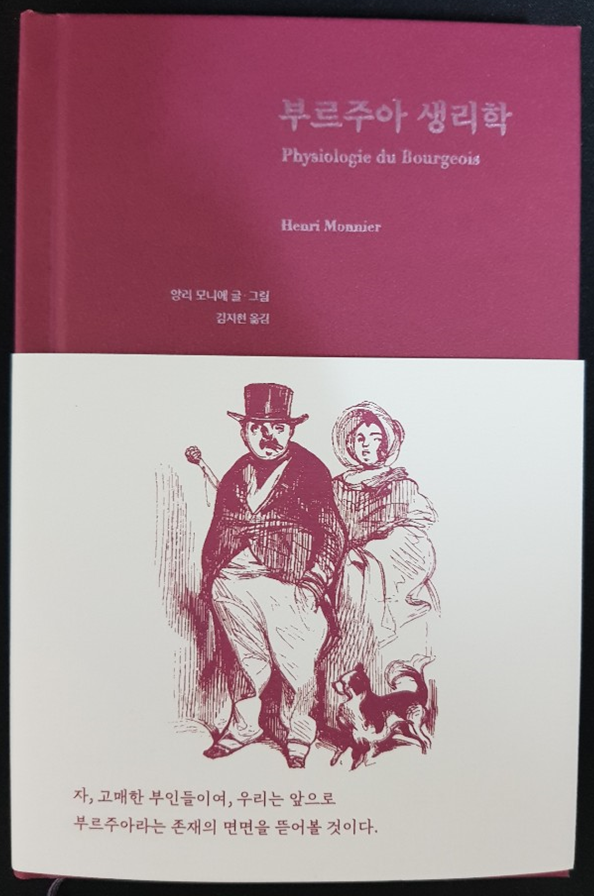 부르주아 생리학
Physiologie du Bourgeois
Henri Monnier
앙리 모니에 글·그림
김지현 옮김
자, 고매한 부인들이여, 우리는 앞으로
부르주아라는 존재의 면면을 뜯어볼 것이다.